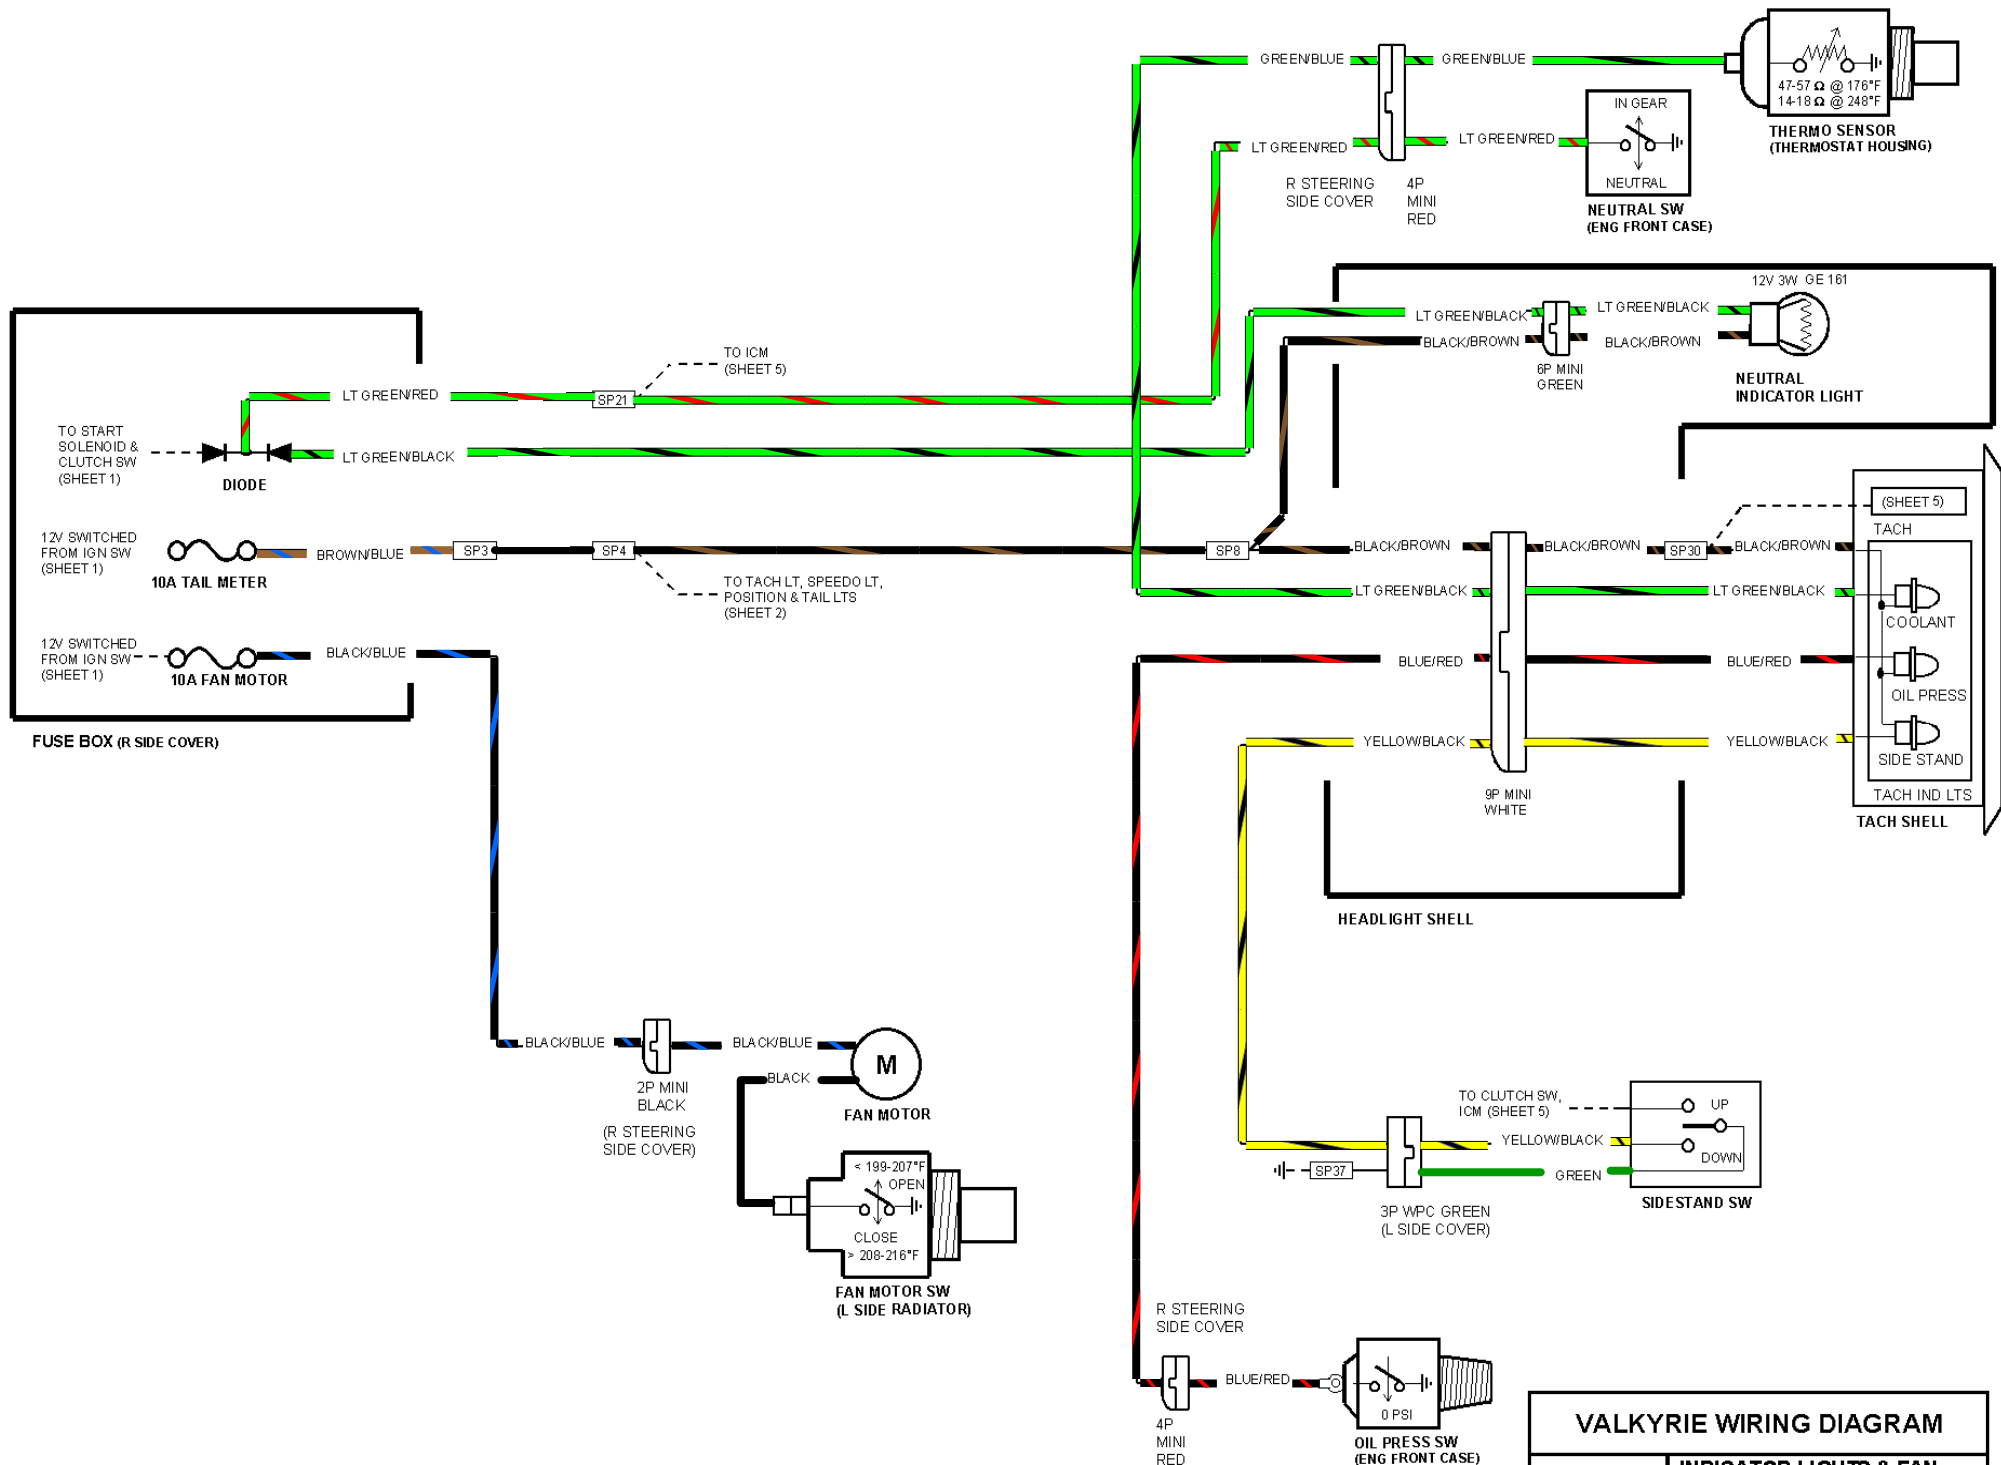 GREEN/BLUE
GREEN/BLUE
47-57 Ω @ 176°F
14-18 Ω @ 248°F
THERMO SENSOR
(THERMOSTAT HOUSING)
LT GREEN/RED
LT GREEN/RED
IN GEAR
NEUTRAL
NEUTRAL SW
(ENG FRONT CASE)
R STEERING
SIDE COVER
4P
MINI
RED
12V 3W GE 161
LT GREEN/BLACK
LT GREEN/BLACK
BLACK/BROWN
BLACK/BROWN
6P MINI
GREEN
NEUTRAL
INDICATOR LIGHT
TO ICM
(SHEET 5)
LT GREEN/RED
SP21
TO START
SOLENOID &
CLUTCH SW
(SHEET 1)
LT GREEN/BLACK
DIODE
12V SWITCHED
FROM IGN SW
(SHEET 1)
BROWN/BLUE
SP3
SP4
SP8
10A TAIL METER
TO TACH LT, SPEEDO LT,
POSITION & TAIL LTS
(SHEET 2)
12V SWITCHED
FROM IGN SW
(SHEET 1)
BLACK/BLUE
10A FAN MOTOR
FUSE BOX (R SIDE COVER)
BLACK/BROWN
BLACK/BROWN
SP30
BLACK/BROWN
(SHEET 5)
TACH
LT GREEN/BLACK
LT GREEN/BLACK
COOLANT
BLUE/RED
BLUE/RED
OIL PRESS
YELLOW/BLACK
YELLOW/BLACK
SIDE STAND
9P MINI
WHITE
TACH IND LTS
TACH SHELL
HEADLIGHT SHELL
BLACK/BLUE
BLACK/BLUE
BLACK
M
FAN MOTOR
2P MINI
BLACK
(R STEERING
SIDE COVER)
< 199-207°F
OPEN
CLOSE
> 208-216°F
FAN MOTOR SW
(L SIDE RADIATOR)
TO CLUTCH SW,
ICM (SHEET 5)
UP
YELLOW/BLACK
DOWN
SP37
GREEN
SIDESTAND SW
3P WPC GREEN
(L SIDE COVER)
R STEERING
SIDE COVER
BLUE/RED
4P
MINI
RED
0 PSI
OIL PRESS SW
(ENG FRONT CASE)
VALKYRIE WIRING DIAGRAM
INDICATOR LIGHTS & FAN